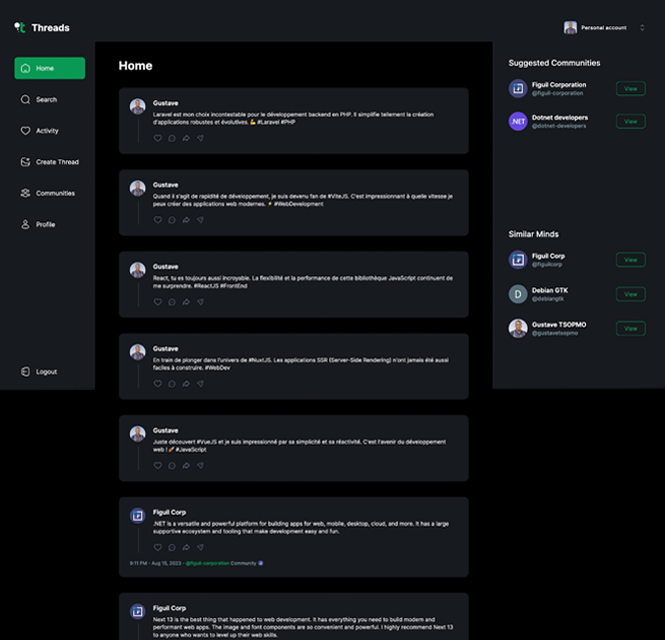 Threads
Personal account
Home
Search
Activity
Create Thread
Communities
Profile
Logout
Home
Gustave
Laravel est mon choix incontestable pour le développement backend en PHP. Il simplifie tellement la création
d'applications robustes et évolutives. 💪 #Laravel #PHP
Gustave
Quand il s'agit de rapidité de développement, je suis devenu fan de #ViteJS. C'est impressionnant à quelle vitesse je
peux créer des applications web modernes. ⚡ #WebDevelopment
Gustave
React, tu es toujours aussi incroyable. La flexibilité et la performance de cette bibliothèque JavaScript continuent de
me surprendre. #ReactJS #FrontEnd
Gustave
En train de plonger dans l'univers de #NuxtJS. Les applications SSR (Server-Side Rendering) n'ont jamais été aussi
faciles à construire. #WebDev
Gustave
Juste découvert #VueJS et je suis impressionné par sa simplicité et sa réactivité. C'est l'avenir du développement
web ! 🚀 #JavaScript
Figuil Corp
.NET is a versatile and powerful platform for building apps for web, mobile, desktop, cloud, and more. It has a large
supportive ecosystem and tooling that make development easy and fun.
9:11 PM - Aug 15, 2023 - @figuil-corporation Community
Figuil Corp
Next 13 is the best thing that happened to web development. It has everything you need to build modern and
performant web apps. The image and font components are so convenient and powerful. I highly recommend Next 13
to anyone who wants to level up their web skills.
Suggested Communities
Figuil Corporation
@figuil-corporation
View
.NET
Dotnet developers
@dotnet-developers
View
Similar Minds
Figuil Corp
@figuilcorp
View
D
Debian GTK
@debiangtk
View
Gustave TSOPMO
@gustavetsopmo
View